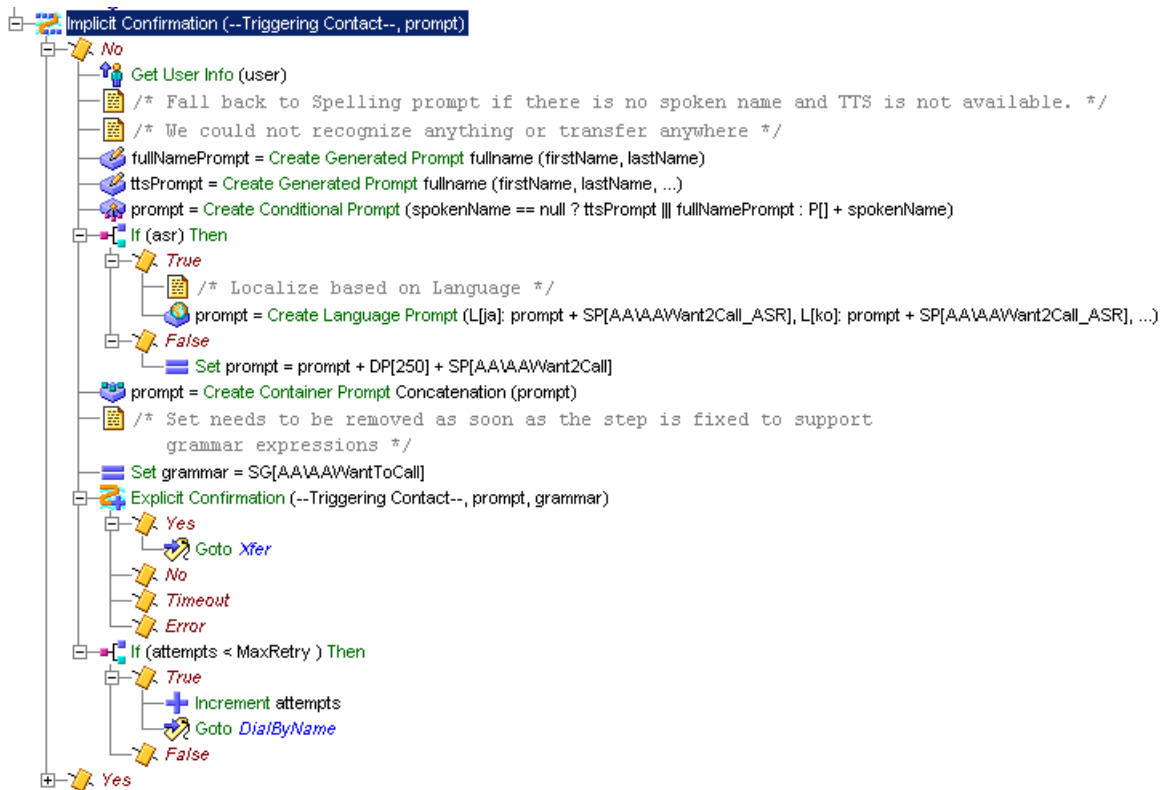 Implicit Confirmation (--Triggering Contact--, prompt)
No
Get User Info (user)
/* Fall back to Spelling prompt if there is no spoken name and TTS is not available. */
/* We could not recognize anything or transfer anywhere */
fullNamePrompt = Create Generated Prompt fullname (firstName, lastName)
ttsPrompt = Create Generated Prompt fullname (firstName, lastName, ...)
prompt = Create Conditional Prompt (spokenName == null ? ttsPrompt ||| fullNamePrompt : P[] + spokenName)
If (asr) Then
True
/* Localize based on Language */
prompt = Create Language Prompt (L[ja]: prompt + SP[AA\AAWant2Call_ASR], L[ko]: prompt + SP[AA\AAWant2Call_ASR], ...)
False
Set prompt = prompt + DP[250] + SP[AA\AAWant2Call]
prompt = Create Container Prompt Concatenation (prompt)
/* Set needs to be removed as soon as the step is fixed to support
grammar expressions */
Set grammar = SG[AA\AAWantToCall]
Explicit Confirmation (--Triggering Contact--, prompt, grammar)
Yes
Goto Xfer
No
Timeout
Error
If (attempts < MaxRetry ) Then
True
Increment attempts
Goto DialByName
False
Yes